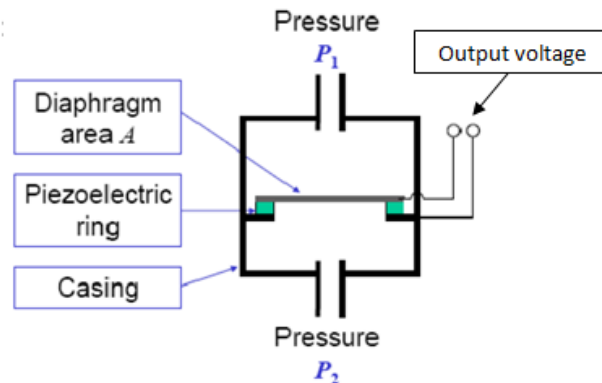 Pressure
P₁
Output voltage
Diaphragm
area A
Piezoelectric
ring
Casing
Pressure
P₂